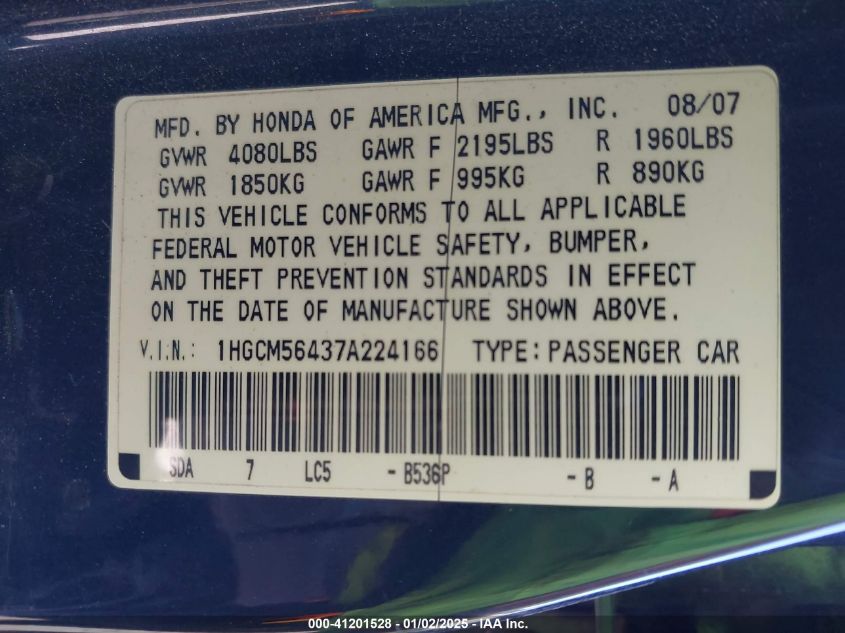 MFD. BY HONDA OF AMERICA MFG., INC. 08/07
GVWR 4080LBS GAWR F 2195LBS R 1960LBS
GVWR 1850KG GAWR F 995KG R 890KG
THIS VEHICLE CONFORMS TO ALL APPLICABLE
FEDERAL MOTOR VEHICLE SAFETY, BUMPER,
AND THEFT PREVENTION STANDARDS IN EFFECT
ON THE DATE OF MANUFACTURE SHOWN ABOVE.
V.I.N.: 1HGCM56437A224166 TYPE: PASSENGER CAR
SDA 7 LC5 -B536P -B -A
000-41201528 - 01/02/2025 - IAA Inc.